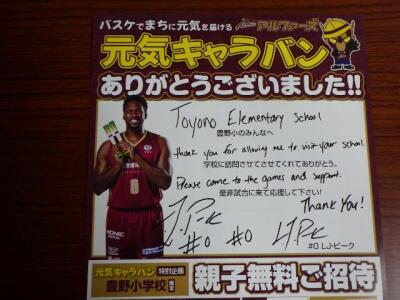 バスケでまちに元気を届ける アルファーズ
元気キャラバン
ありがとうございました!!
Toyono Elementary School
豊野小のみんなへ
Thank you for allowing me to visit your school.
学校に訪問させてさせてくれてありがとう。
Please come to the games and support.
是非試合に来て応援して下さい!
Thank You!
#0 #0
#0 LJ・ピーク
元気キャラバン 特別企画
豊野小学校 限定
親子無料ご招待